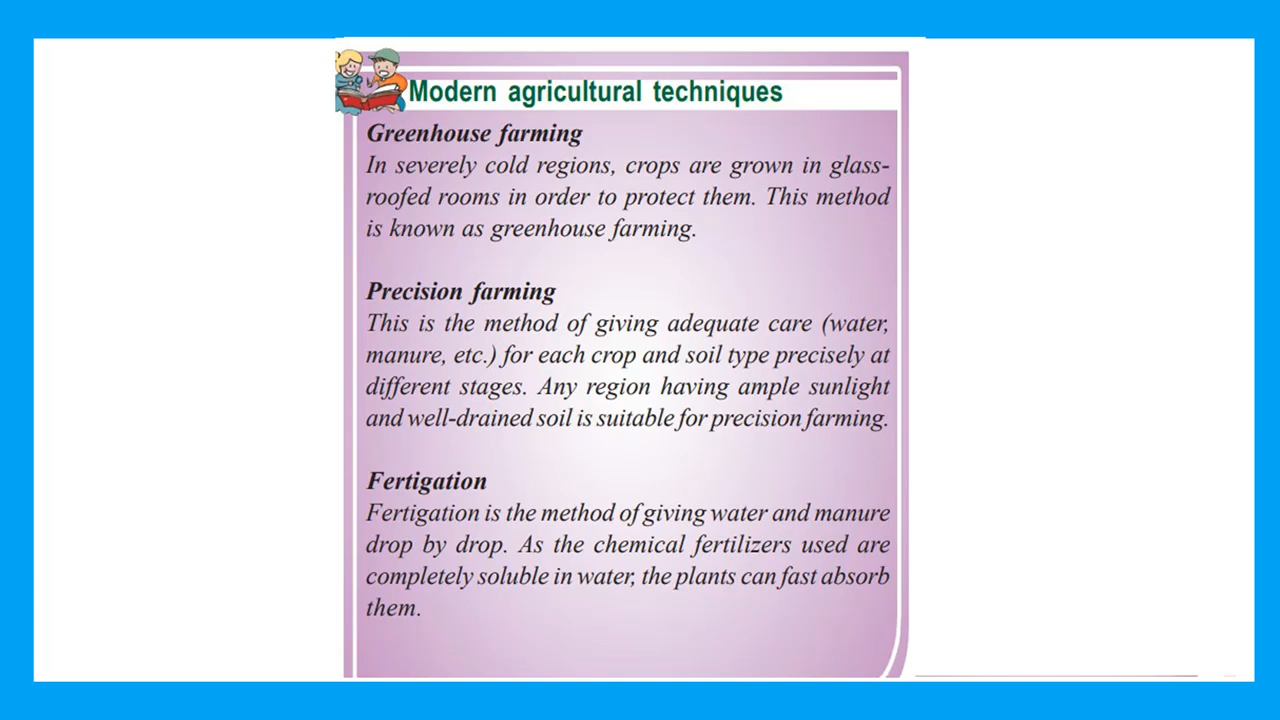 Modern agricultural techniques
Greenhouse farming
In severely cold regions, crops are grown in glass-
roofed rooms in order to protect them. This method
is known as greenhouse farming.
Precision farming
This is the method of giving adequate care (water,
manure, etc.) for each crop and soil type precisely at
different stages. Any region having ample sunlight
and well-drained soil is suitable for precision farming.
Fertigation
Fertigation is the method of giving water and manure
drop by drop. As the chemical fertilizers used are
completely soluble in water, the plants can fast absorb
them.